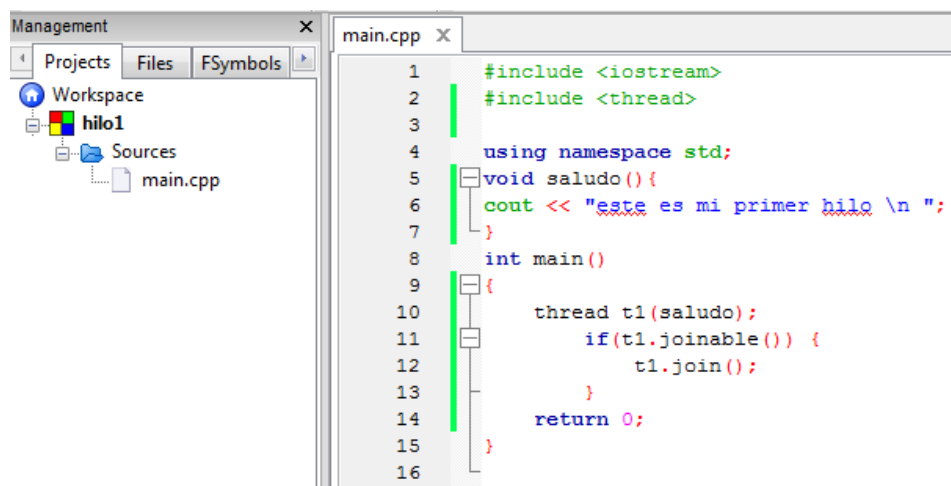 Management X
Projects Files FSymbols
Workspace
hilo1
Sources
main.cpp
main.cpp X
1 #include <iostream>
2 #include <thread>
3
4 using namespace std;
5 void saludo(){
6 cout << "este es mi primer hilo \n ";
7 }
8 int main()
9 {
10 thread t1(saludo);
11 if(t1.joinable()) {
12 t1.join();
13 }
14 return 0;
15 }
16